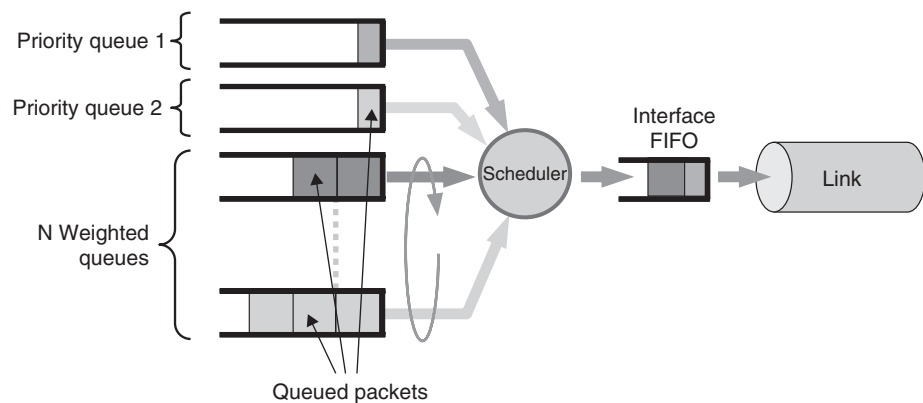 Priority queue 1
Priority queue 2
N Weighted
queues
Scheduler
Interface
FIFO
Link
Queued packets